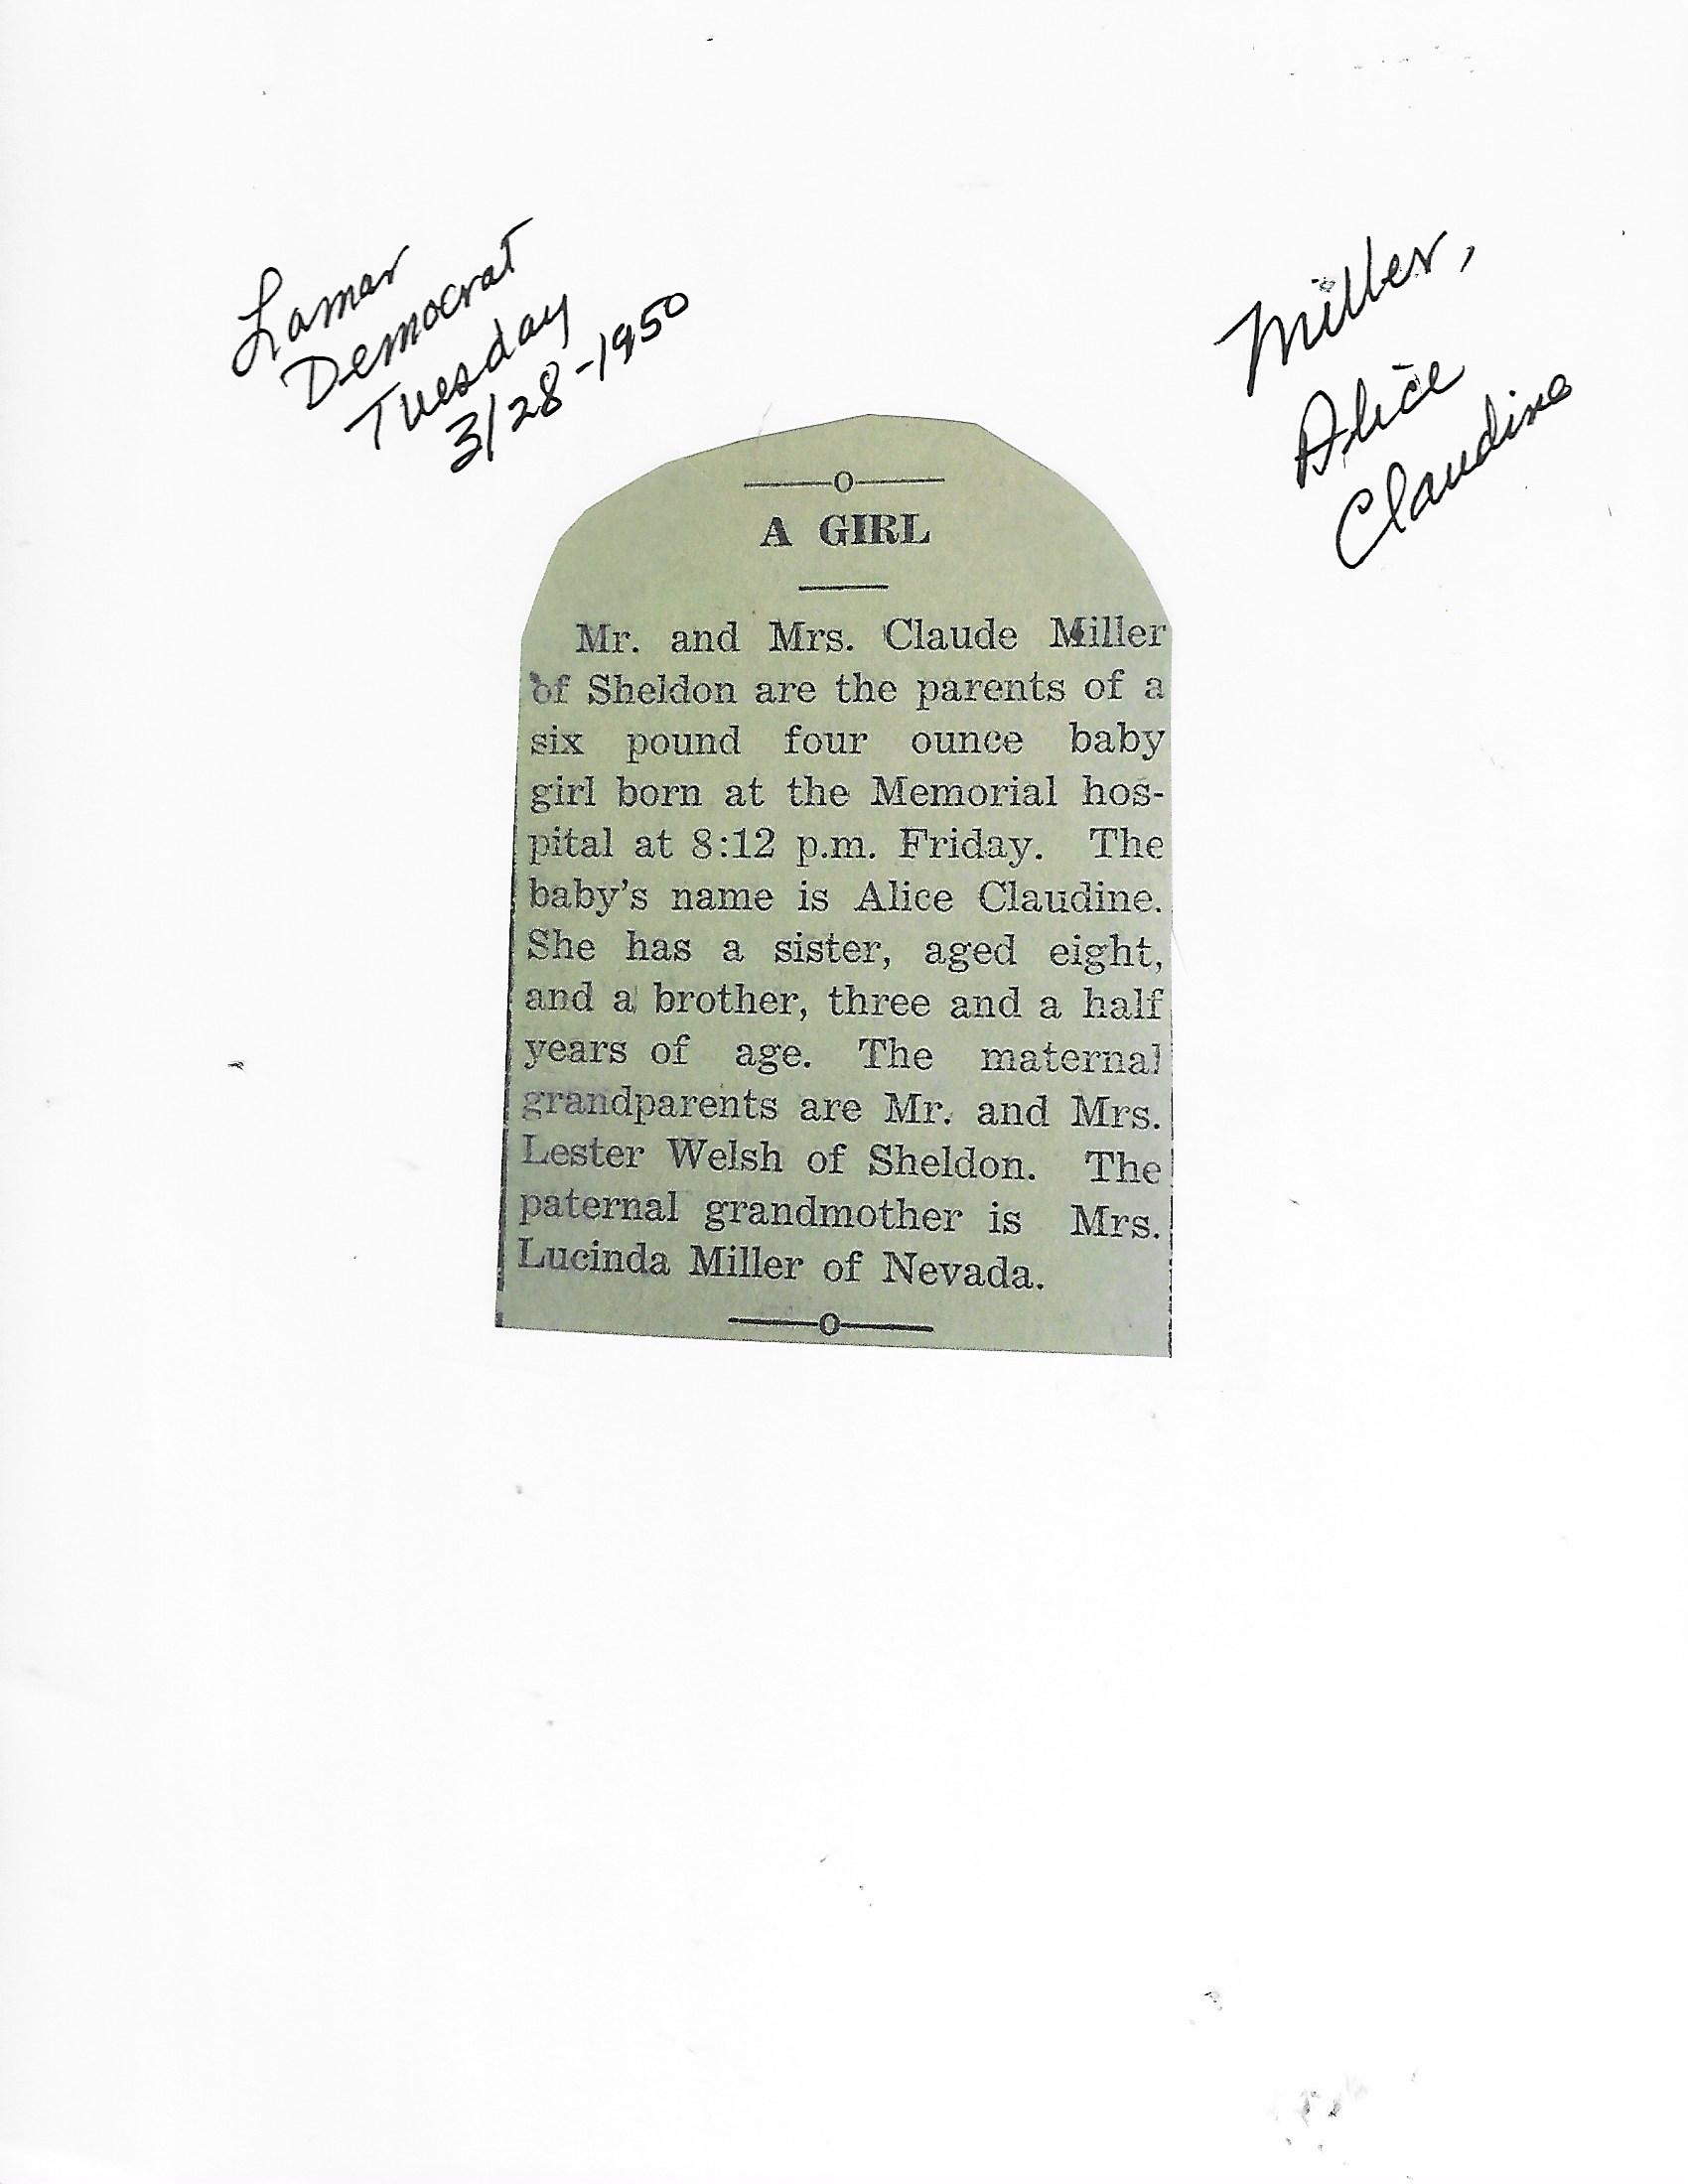 Lamar
Democrat
Tuesday
3/28-1950
Miller,
Alice
Claudine
—o—
A GIRL
Mr. and Mrs. Claude Miller
of Sheldon are the parents of a
six pound four ounce baby
girl born at the Memorial hos-
pital at 8:12 p.m. Friday. The
baby's name is Alice Claudine.
She has a sister, aged eight,
and a brother, three and a half
years of age. The maternal
grandparents are Mr. and Mrs.
Lester Welsh of Sheldon. The
paternal grandmother is Mrs.
Lucinda Miller of Nevada.
—o—